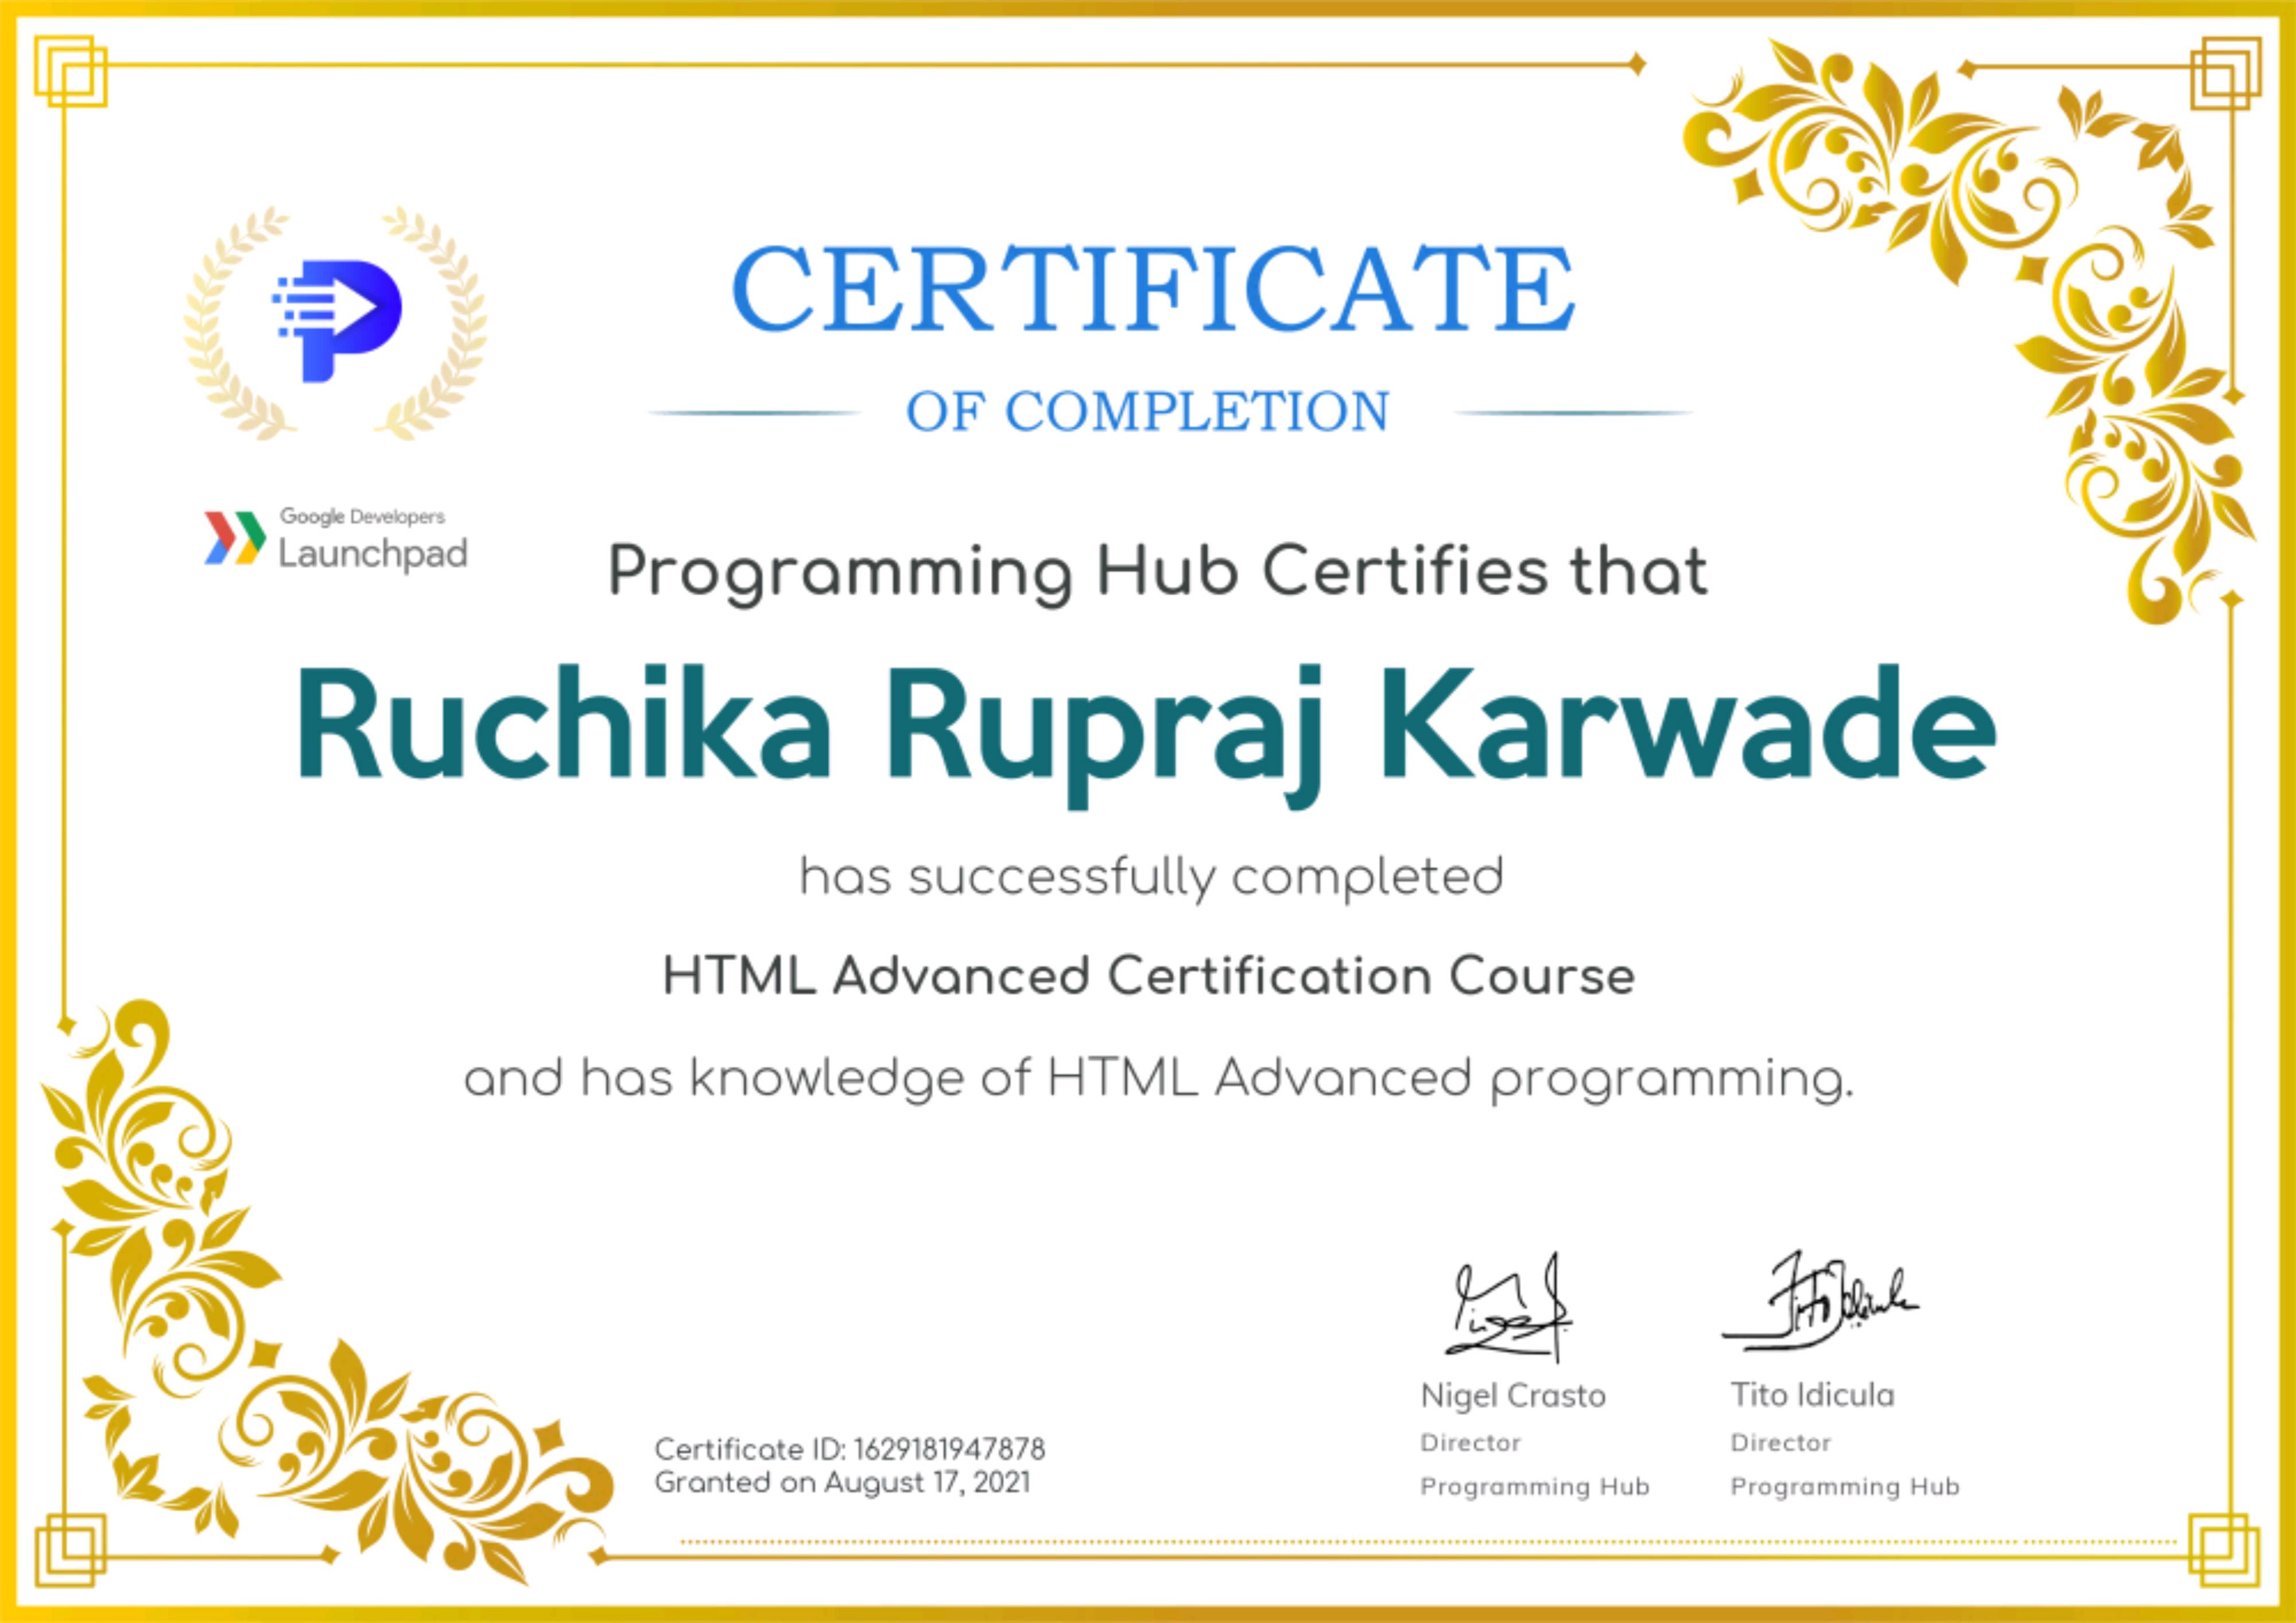 CERTIFICATE
OF COMPLETION
Google Developers
Launchpad
Programming Hub Certifies that
Ruchika Rupraj Karwade
has successfully completed
HTML Advanced Certification Course
and has knowledge of HTML Advanced programming.
Certificate ID: 1629181947878
Granted on August 17, 2021
Nigel Crasto
Director
Programming Hub
Tito Idicula
Director
Programming Hub